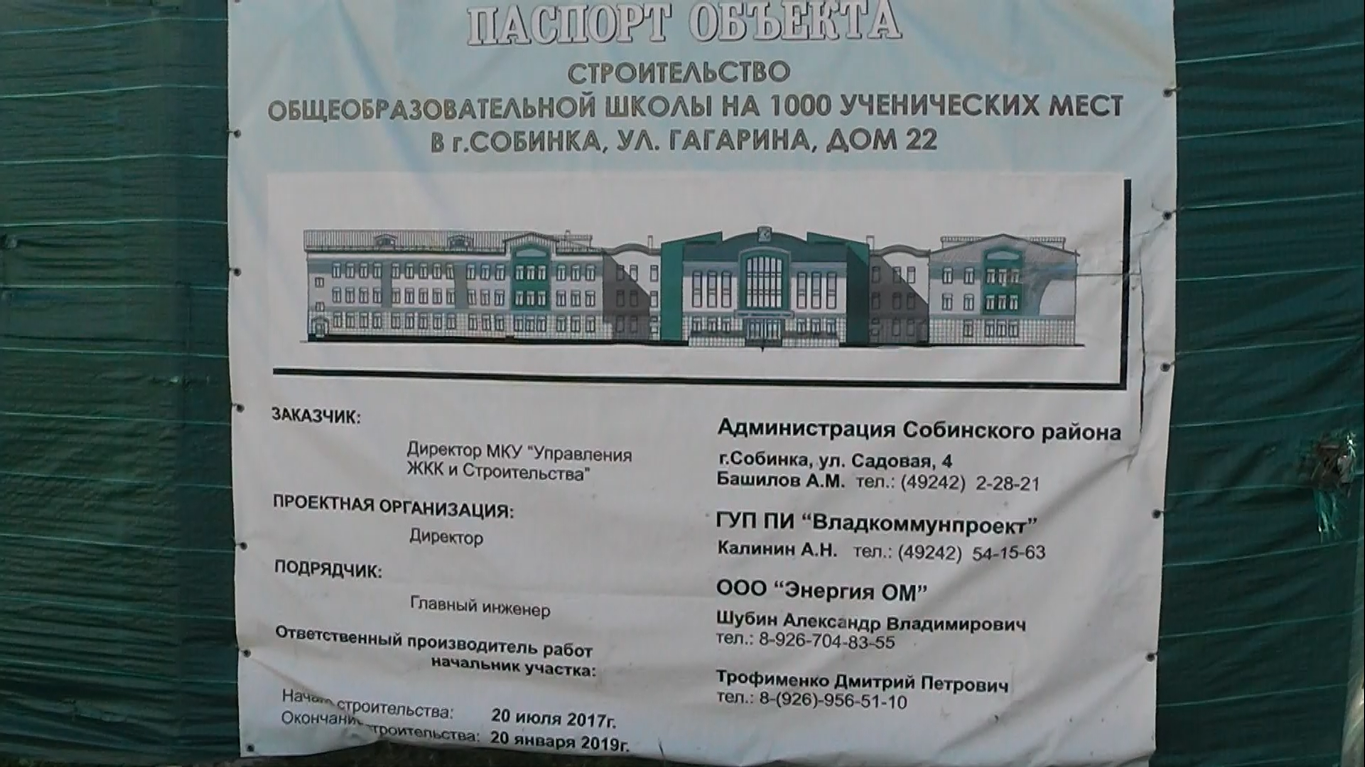 ПАСПОРТ ОБЪЕКТА
СТРОИТЕЛЬСТВО
ОБЩЕОБРАЗОВАТЕЛЬНОЙ ШКОЛЫ НА 1000 УЧЕНИЧЕСКИХ МЕСТ
В г.СОБИНКА, УЛ. ГАГАРИНА, ДОМ 22
ЗАКАЗЧИК:
Администрация Собинского района
Директор МКУ "Управления
ЖКК и Строительства"
г.Собинка, ул. Садовая, 4
Башилов А.М. тел.: (49242) 2-28-21
ПРОЕКТНАЯ ОРГАНИЗАЦИЯ:
ГУП ПИ "Владкоммунпроект"
Директор
Калинин А.Н. тел.: (49242) 54-15-63
ПОДРЯДЧИК:
ООО "Энергия ОМ"
Главный инженер
Шубин Александр Владимирович
тел.: 8-926-704-83-55
Ответственный производитель работ
начальник участка:
Трофименко Дмитрий Петрович
тел.: 8-(926)-956-51-10
Начало строительства: 20 июля 2017г.
Окончание строительства: 20 января 2019г.